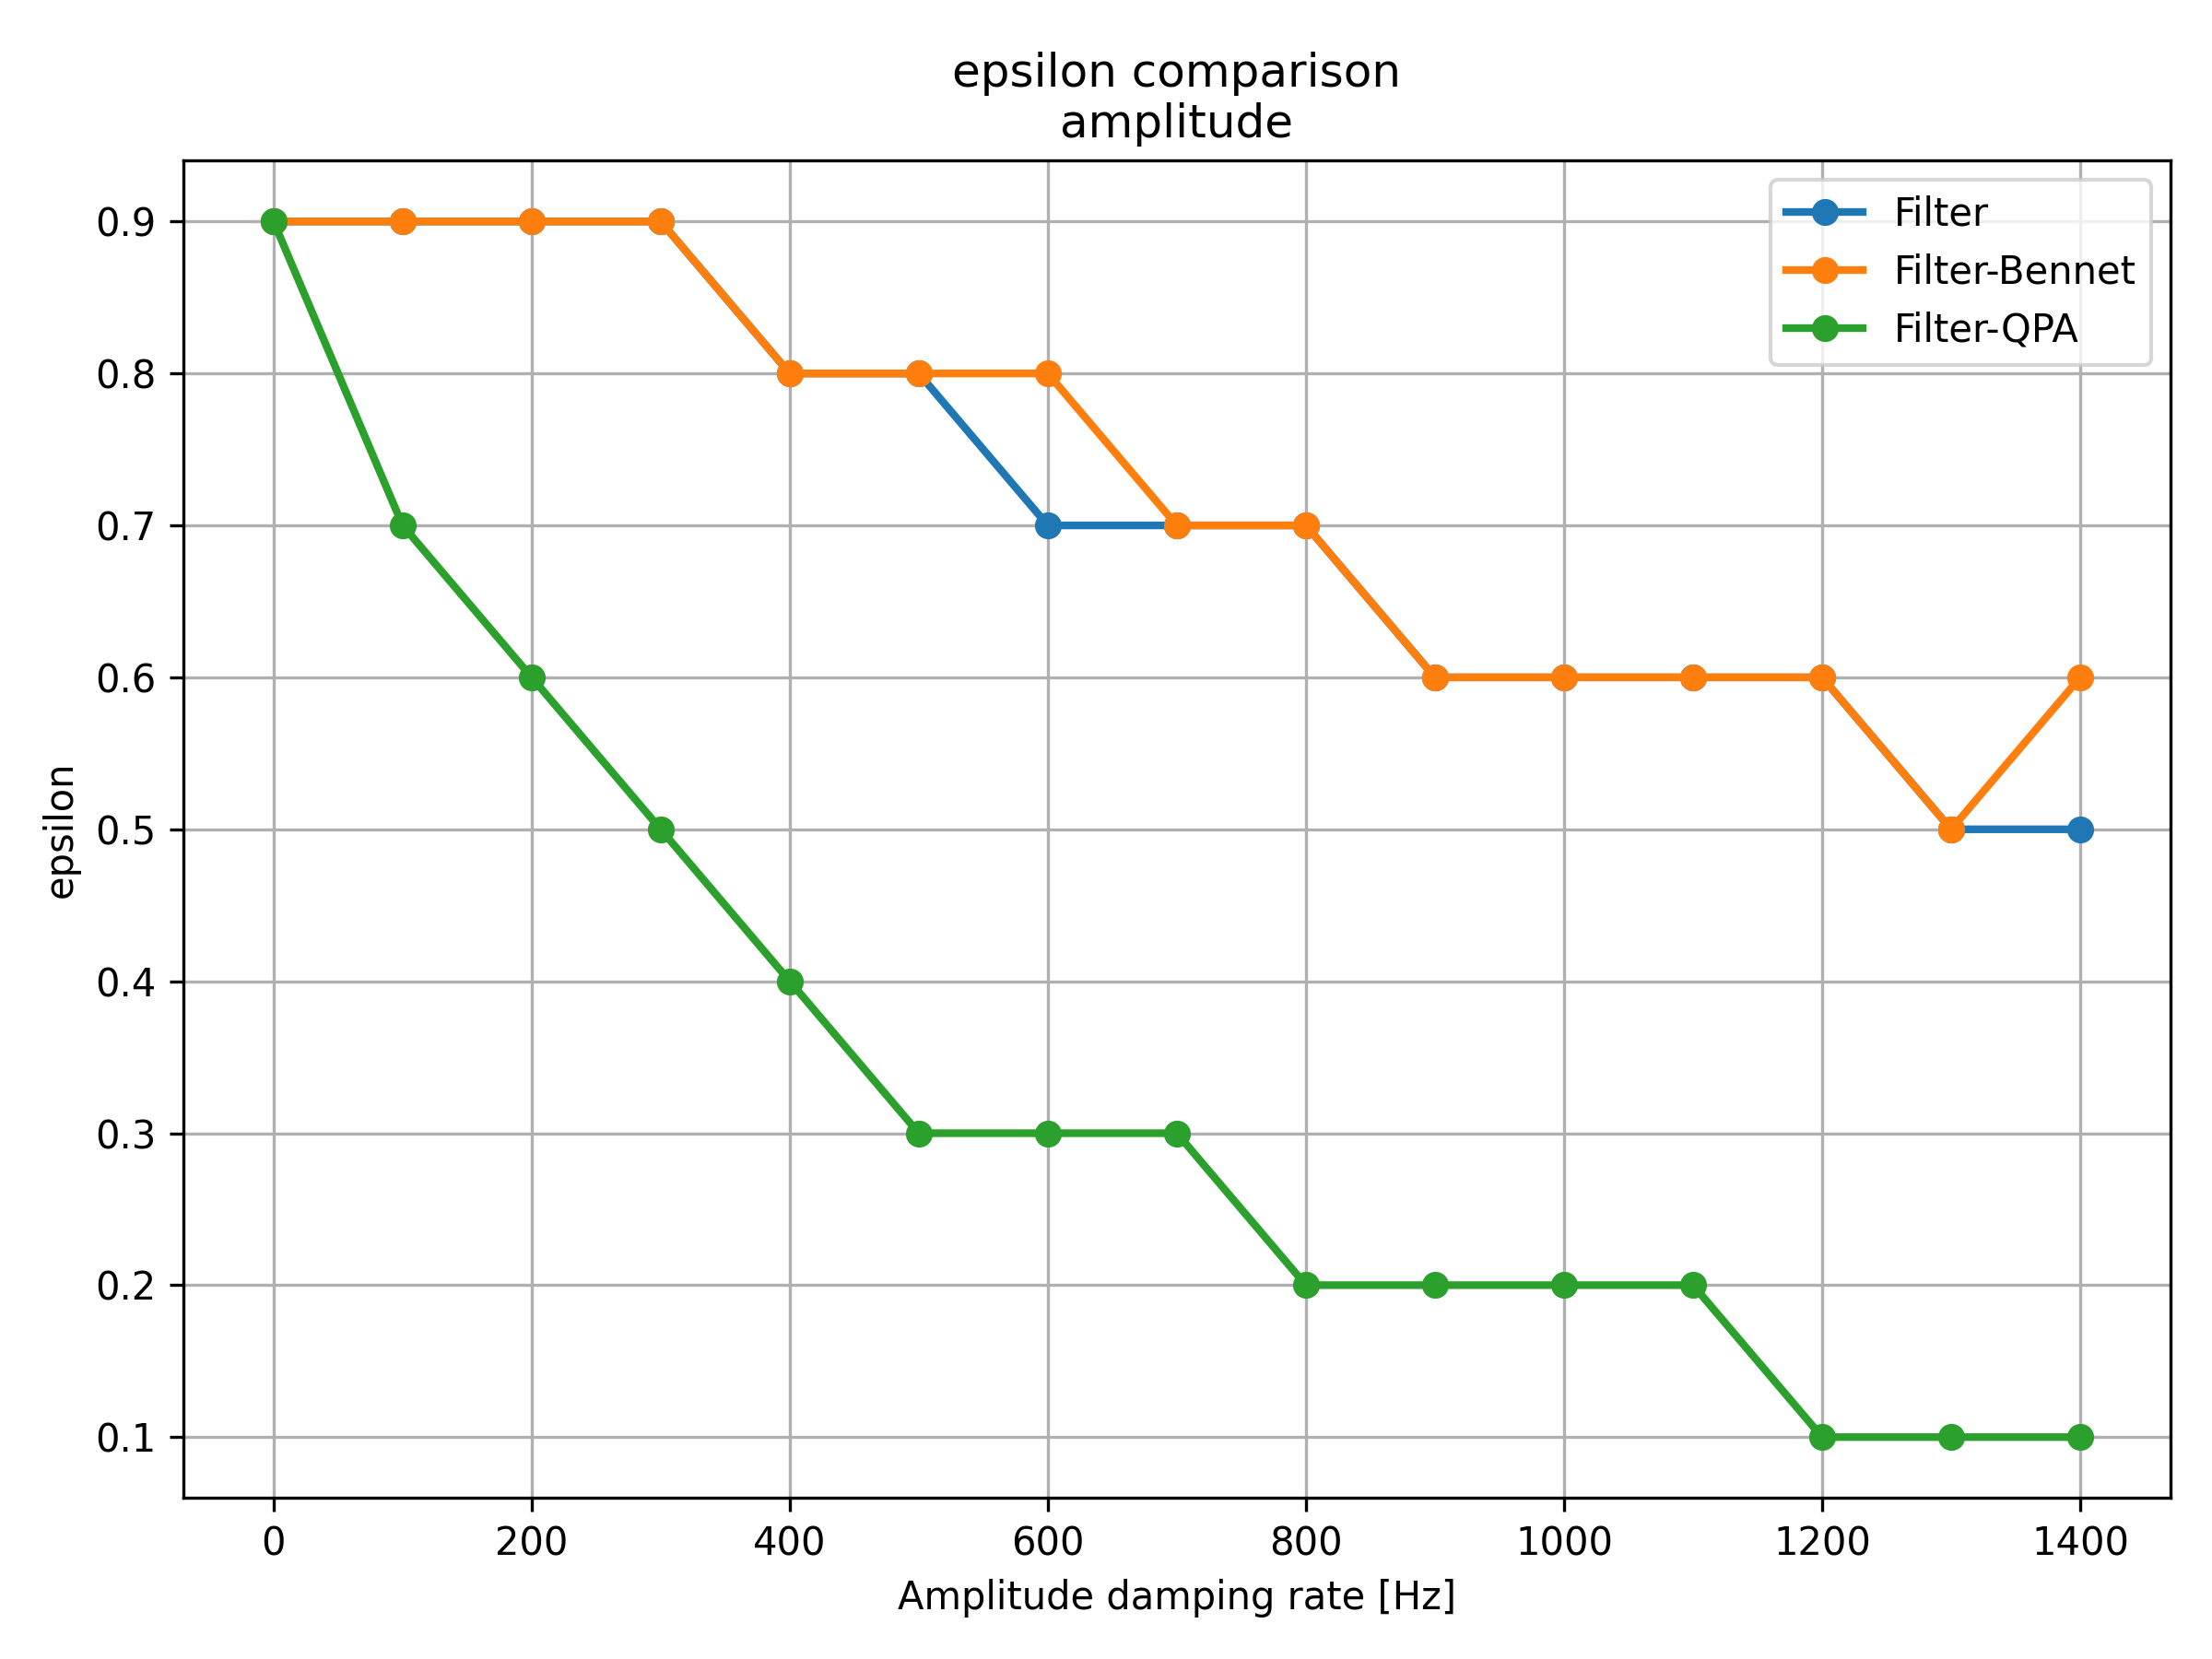 epsilon comparison
amplitude
Filter
Filter-Bennet
Filter-QPA
0.9
0.8
0.7
0.6
0.5
0.4
0.3
0.2
0.1
epsilon
0 200 400 600 800 1000 1200 1400
Amplitude damping rate [Hz]